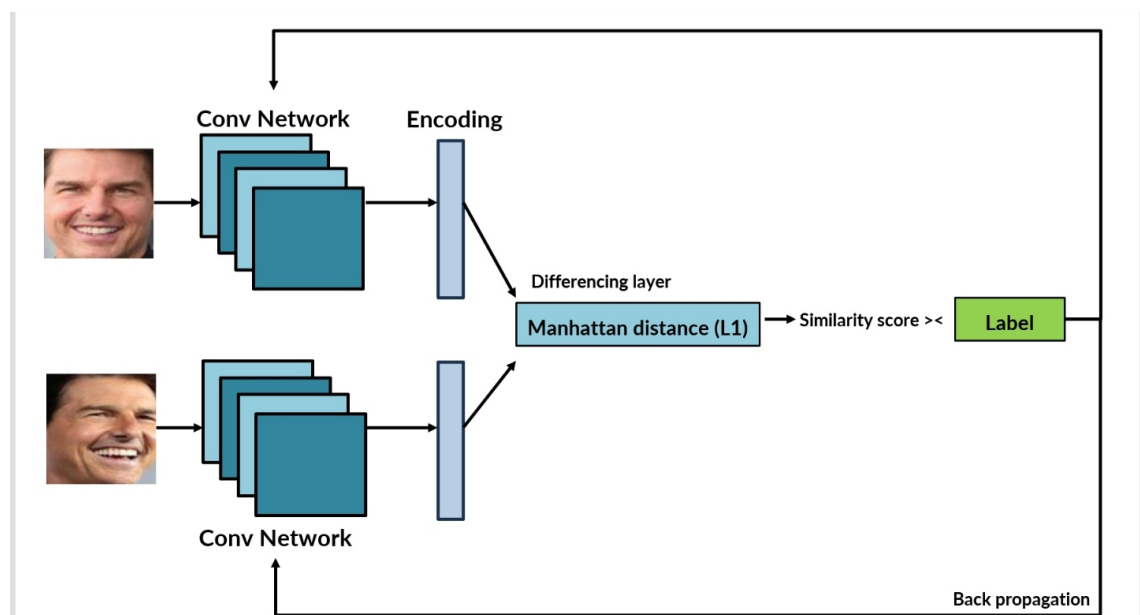 Conv Network
Encoding
Differencing layer
Manhattan distance (L1)
Similarity score ><
Label
Conv Network
Back propagation